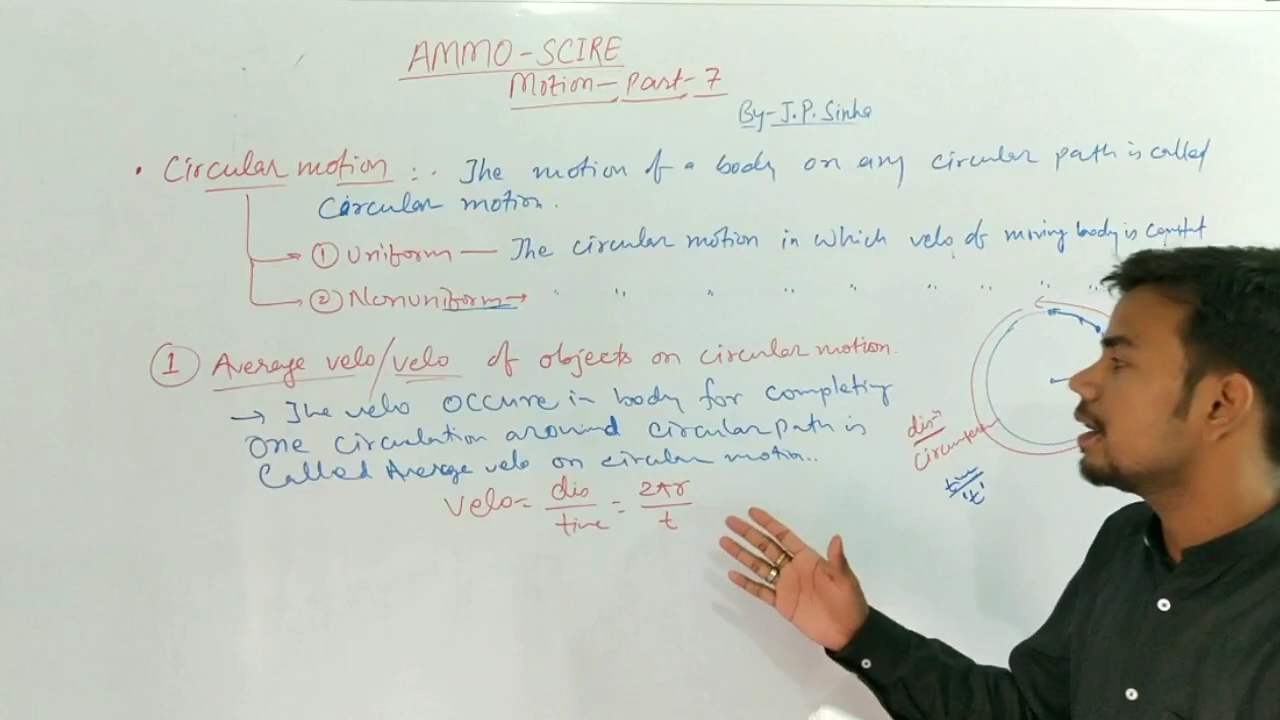 AMMO-SCIRE
Motion-Part-7
By-J.P. Sinha
• Circular motion :- The motion of a body on any circular path is called
Circular motion.
① Uniform — The circular motion in which velo of moving body is
② Nonuniform →
① Average velo/velo of objects on circular motion.
→ The velo occure in body for completing
one circulation around circular path is
Called Average velo on circular motion..
Velo = dis/time = 2πr/t
disⁿ
time
't'